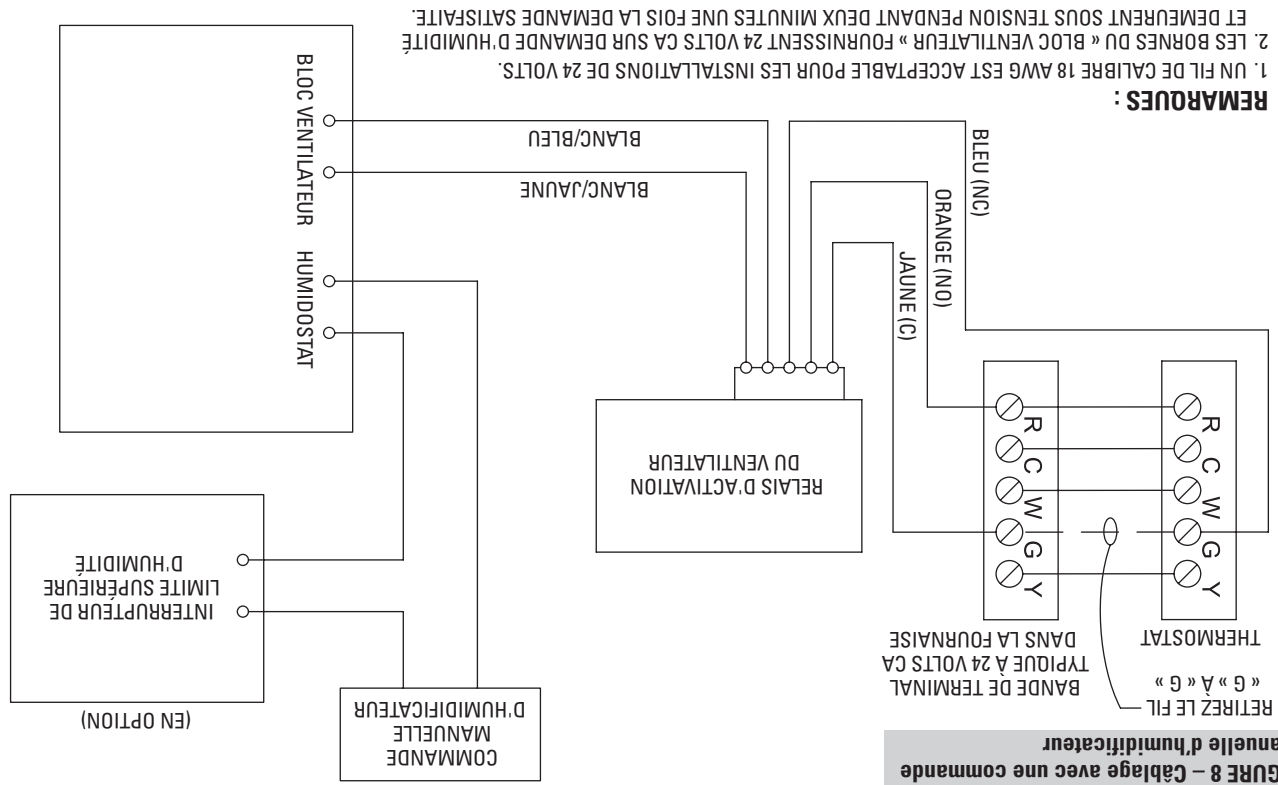 GURE 8 – Câblage avec une commande
anuelle d'humidificateur
RETIREZ LE FIL
« G » À « G »
THERMOSTAT
BANDE DE TERMINAL
TYPIQUE À 24 VOLTS CA
DANS LA FOURNAISE
Y
G
W
C
R
Y
G
W
C
R
JAUNE (C)
ORANGE (NO)
BLEU (NC)
RELAIS D'ACTIVATION
DU VENTILATEUR
COMMANDE
MANUELLE
D'HUMIDIFICATEUR
(EN OPTION)
INTERRUPTEUR DE
LIMITE SUPÉRIEURE
D'HUMIDITÉ
HUMIDOSTAT
BLOC VENTILATEUR
BLANC/JAUNE
BLANC/BLEU
REMARQUES :
1. UN FIL DE CALIBRE 18 AWG EST ACCEPTABLE POUR LES INSTALLATIONS DE 24 VOLTS.
2. LES BORNES DU « BLOC VENTILATEUR » FOURNISSENT 24 VOLTS CA SUR DEMANDE D'HUMIDITÉ
ET DEMEURENT SOUS TENSION PENDANT DEUX MINUTES UNE FOIS LA DEMANDE SATISFAITE.